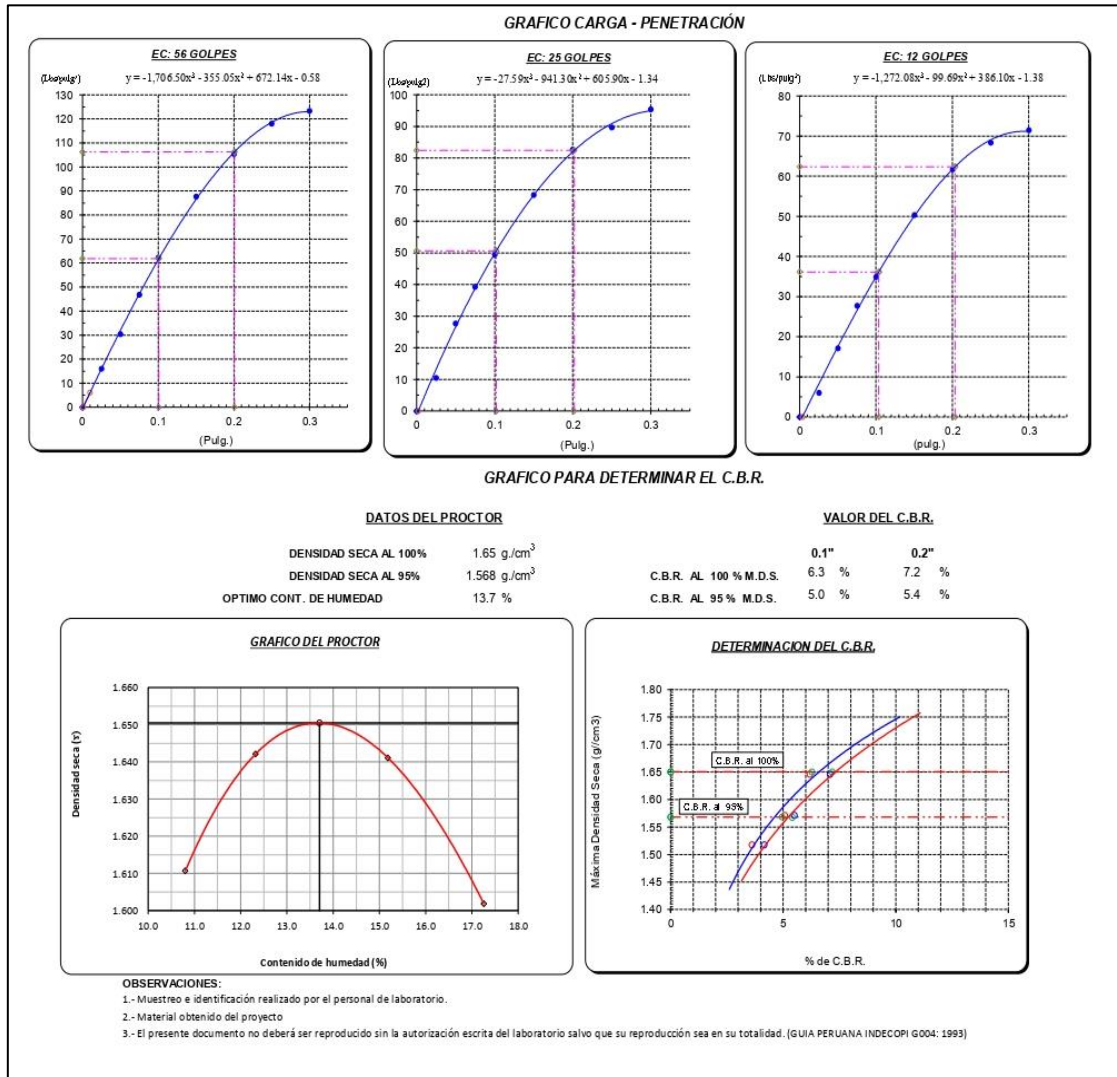 GRAFICO CARGA - PENETRACIÓN
EC: 56 GOLPES
(Lbs/pulg²) y = -1,706.50x³ - 355.05x² + 672.14x - 0.58
130
120
110
100
90
80
70
60
50
40
30
20
10
0
0 0.1 0.2 0.3
(Pulg.)
EC: 25 GOLPES
(Lbs/pulg2) y = -27.59x³ - 941.30x² + 605.90x - 1.34
100
90
80
70
60
50
40
30
20
10
0
0 0.1 0.2 0.3
(Pulg.)
EC: 12 GOLPES
(Lbs/pulg²) y = -1,272.08x³ - 99.69x² + 386.10x - 1.38
80
70
60
50
40
30
20
10
0
0 0.1 0.2 0.3
(pulg.)
GRAFICO PARA DETERMINAR EL C.B.R.
DATOS DEL PROCTOR
DENSIDAD SECA AL 100% 1.65 g./cm³
DENSIDAD SECA AL 95% 1.568 g./cm³
OPTIMO CONT. DE HUMEDAD 13.7 %
VALOR DEL C.B.R.
0.1" 0.2"
C.B.R. AL 100 % M.D.S. 6.3 % 7.2 %
C.B.R. AL 95 % M.D.S. 5.0 % 5.4 %
GRAFICO DEL PROCTOR
Densidad seca (γ)
1.660
1.650
1.640
1.630
1.620
1.610
1.600
10.0 11.0 12.0 13.0 14.0 15.0 16.0 17.0 18.0
Contenido de humedad (%)
DETERMINACION DEL C.B.R.
Máxima Densidad Seca (g//cm3)
1.80
1.75
1.70
1.65
1.60
1.55
1.50
1.45
1.40
C.B.R. al 100%
C.B.R. al 95%
0 5 10 15
% de C.B.R.
OBSERVACIONES:
1.- Muestreo e identificación realizado por el personal de laboratorio.
2.- Material obtenido del proyecto
3.- El presente documento no deberá ser reproducido sin la autorización escrita del laboratorio salvo que su reproducción sea en su totalidad. (GUIA PERUANA INDECOPI G004: 1993)